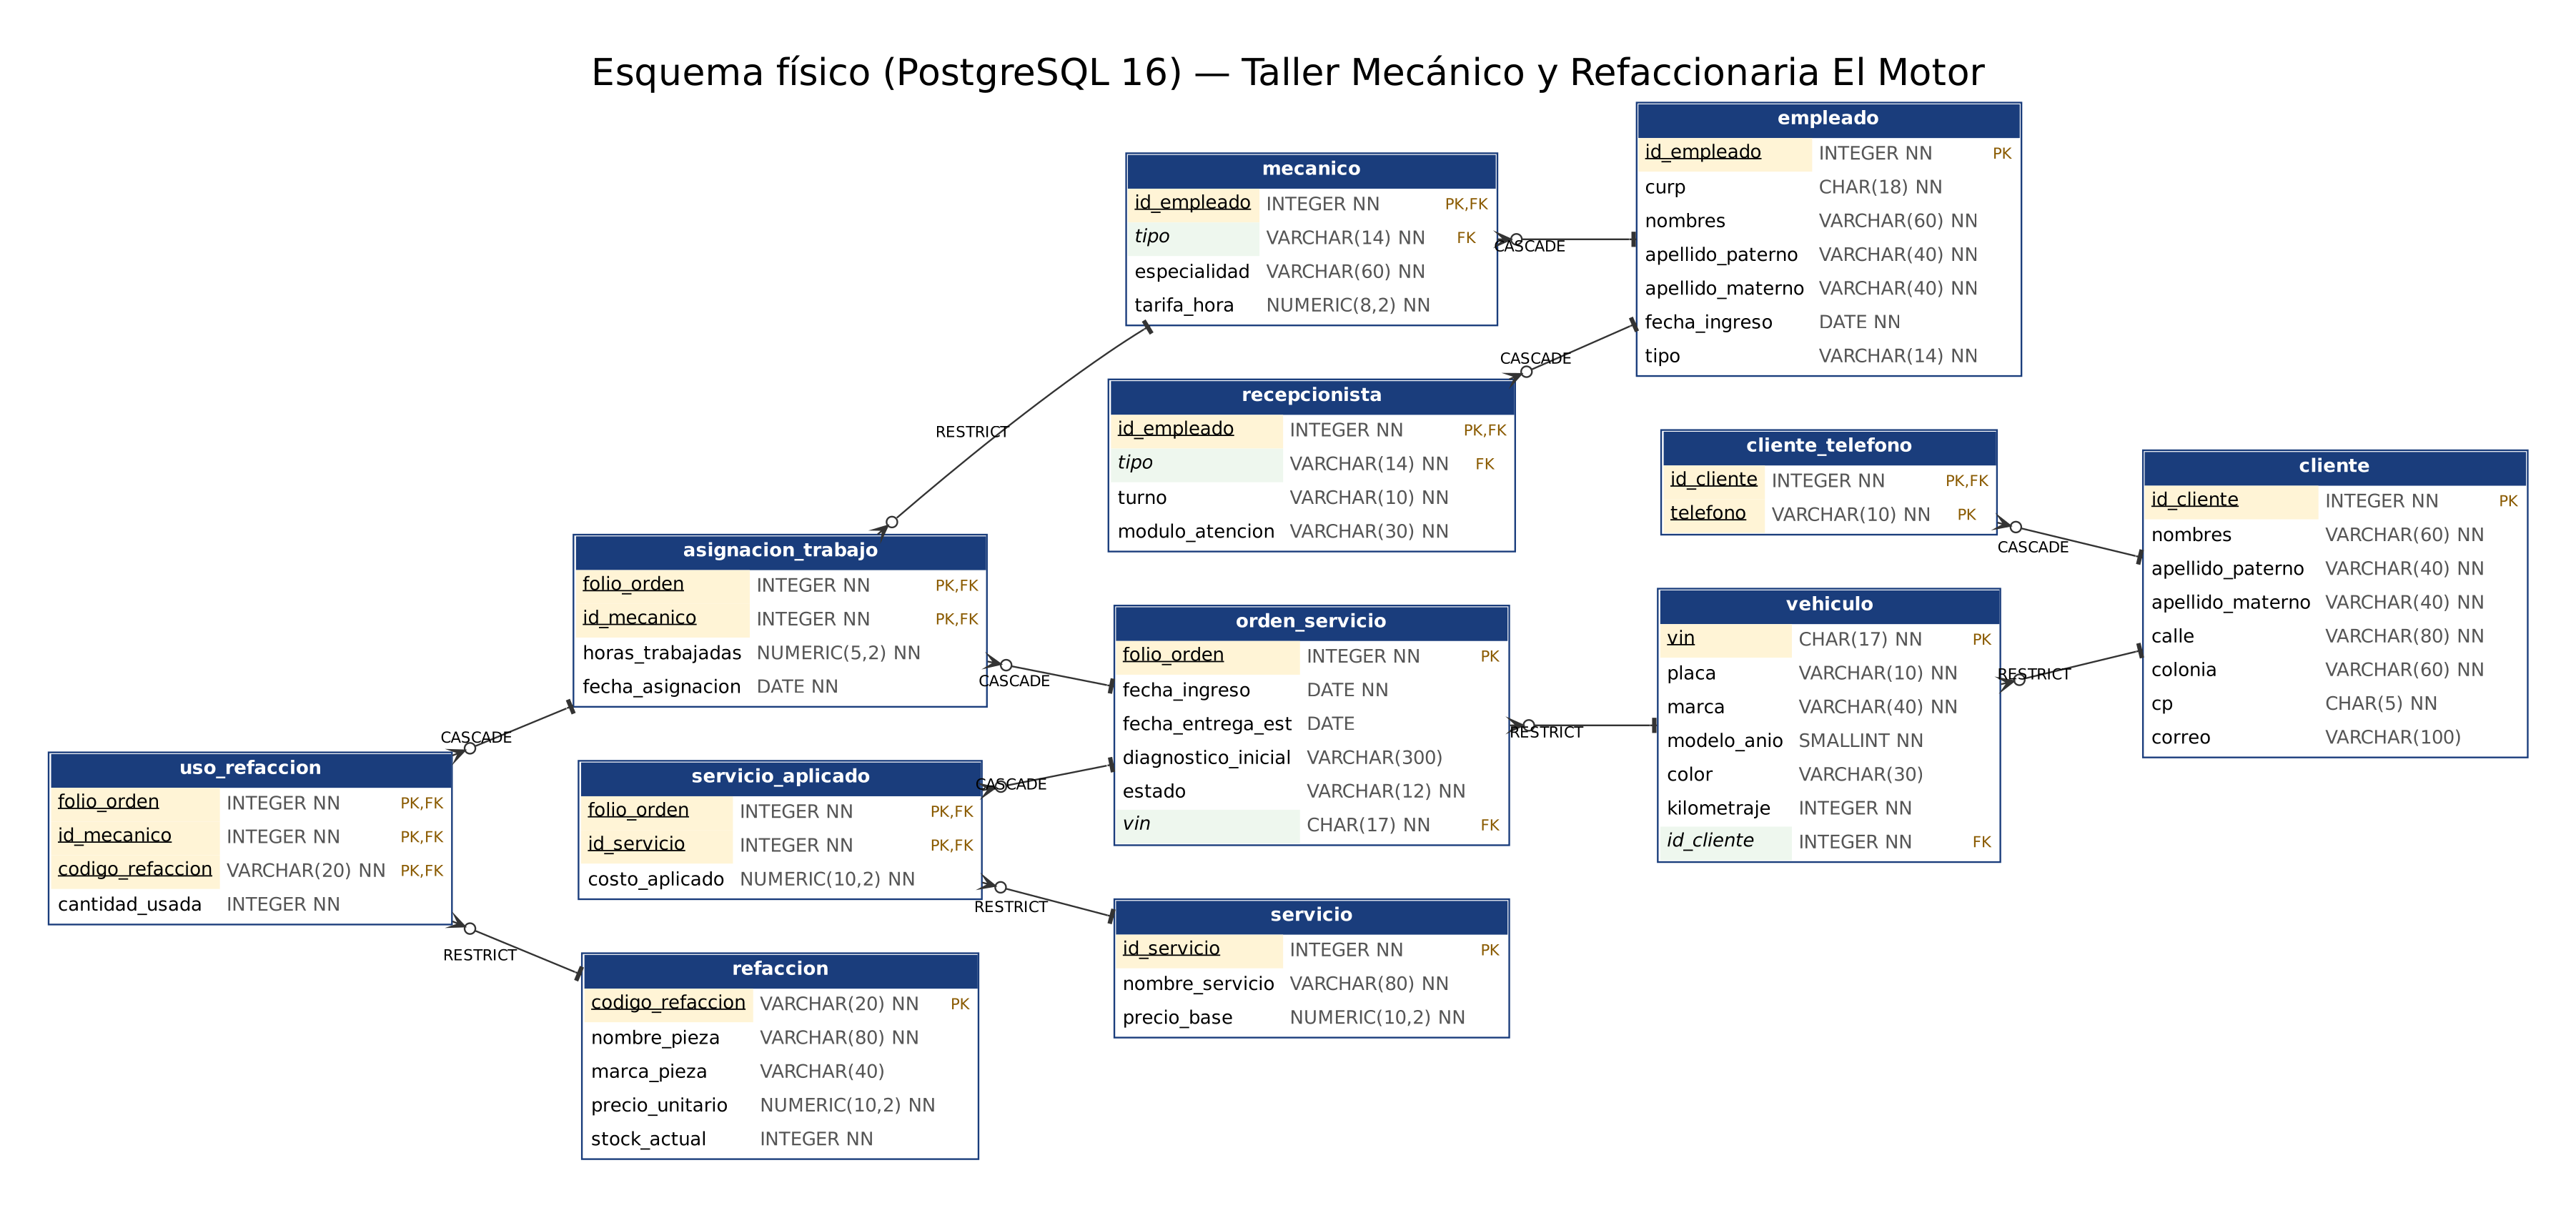 Esquema físico (PostgreSQL 16) — Taller Mecánico y Refaccionaria El Motor
empleado
id_empleado INTEGER NN PK
curp CHAR(18) NN
nombres VARCHAR(60) NN
apellido_paterno VARCHAR(40) NN
apellido_materno VARCHAR(40) NN
fecha_ingreso DATE NN
tipo VARCHAR(14) NN
mecanico
id_empleado INTEGER NN PK,FK
tipo VARCHAR(14) NN FK
especialidad VARCHAR(60) NN
tarifa_hora NUMERIC(8,2) NN
CASCADE
CASCADE
recepcionista
id_empleado INTEGER NN PK,FK
tipo VARCHAR(14) NN FK
turno VARCHAR(10) NN
modulo_atencion VARCHAR(30) NN
RESTRICT
cliente_telefono
id_cliente INTEGER NN PK,FK
telefono VARCHAR(10) NN PK
CASCADE
cliente
id_cliente INTEGER NN PK
nombres VARCHAR(60) NN
apellido_paterno VARCHAR(40) NN
apellido_materno VARCHAR(40) NN
calle VARCHAR(80) NN
colonia VARCHAR(60) NN
cp CHAR(5) NN
correo VARCHAR(100)
asignacion_trabajo
folio_orden INTEGER NN PK,FK
id_mecanico INTEGER NN PK,FK
horas_trabajadas NUMERIC(5,2) NN
fecha_asignacion DATE NN
CASCADE
orden_servicio
folio_orden INTEGER NN PK
fecha_ingreso DATE NN
fecha_entrega_est DATE
diagnostico_inicial VARCHAR(300)
estado VARCHAR(12) NN
vin CHAR(17) NN FK
RESTRICT
vehiculo
vin CHAR(17) NN PK
placa VARCHAR(10) NN
marca VARCHAR(40) NN
modelo_anio SMALLINT NN
color VARCHAR(30)
kilometraje INTEGER NN
id_cliente INTEGER NN FK
RESTRICT
CASCADE
uso_refaccion
folio_orden INTEGER NN PK,FK
id_mecanico INTEGER NN PK,FK
codigo_refaccion VARCHAR(20) NN PK,FK
cantidad_usada INTEGER NN
servicio_aplicado
folio_orden INTEGER NN PK,FK
id_servicio INTEGER NN PK,FK
costo_aplicado NUMERIC(10,2) NN
CASCADE
RESTRICT
servicio
id_servicio INTEGER NN PK
nombre_servicio VARCHAR(80) NN
precio_base NUMERIC(10,2) NN
RESTRICT
refaccion
codigo_refaccion VARCHAR(20) NN PK
nombre_pieza VARCHAR(80) NN
marca_pieza VARCHAR(40)
precio_unitario NUMERIC(10,2) NN
stock_actual INTEGER NN